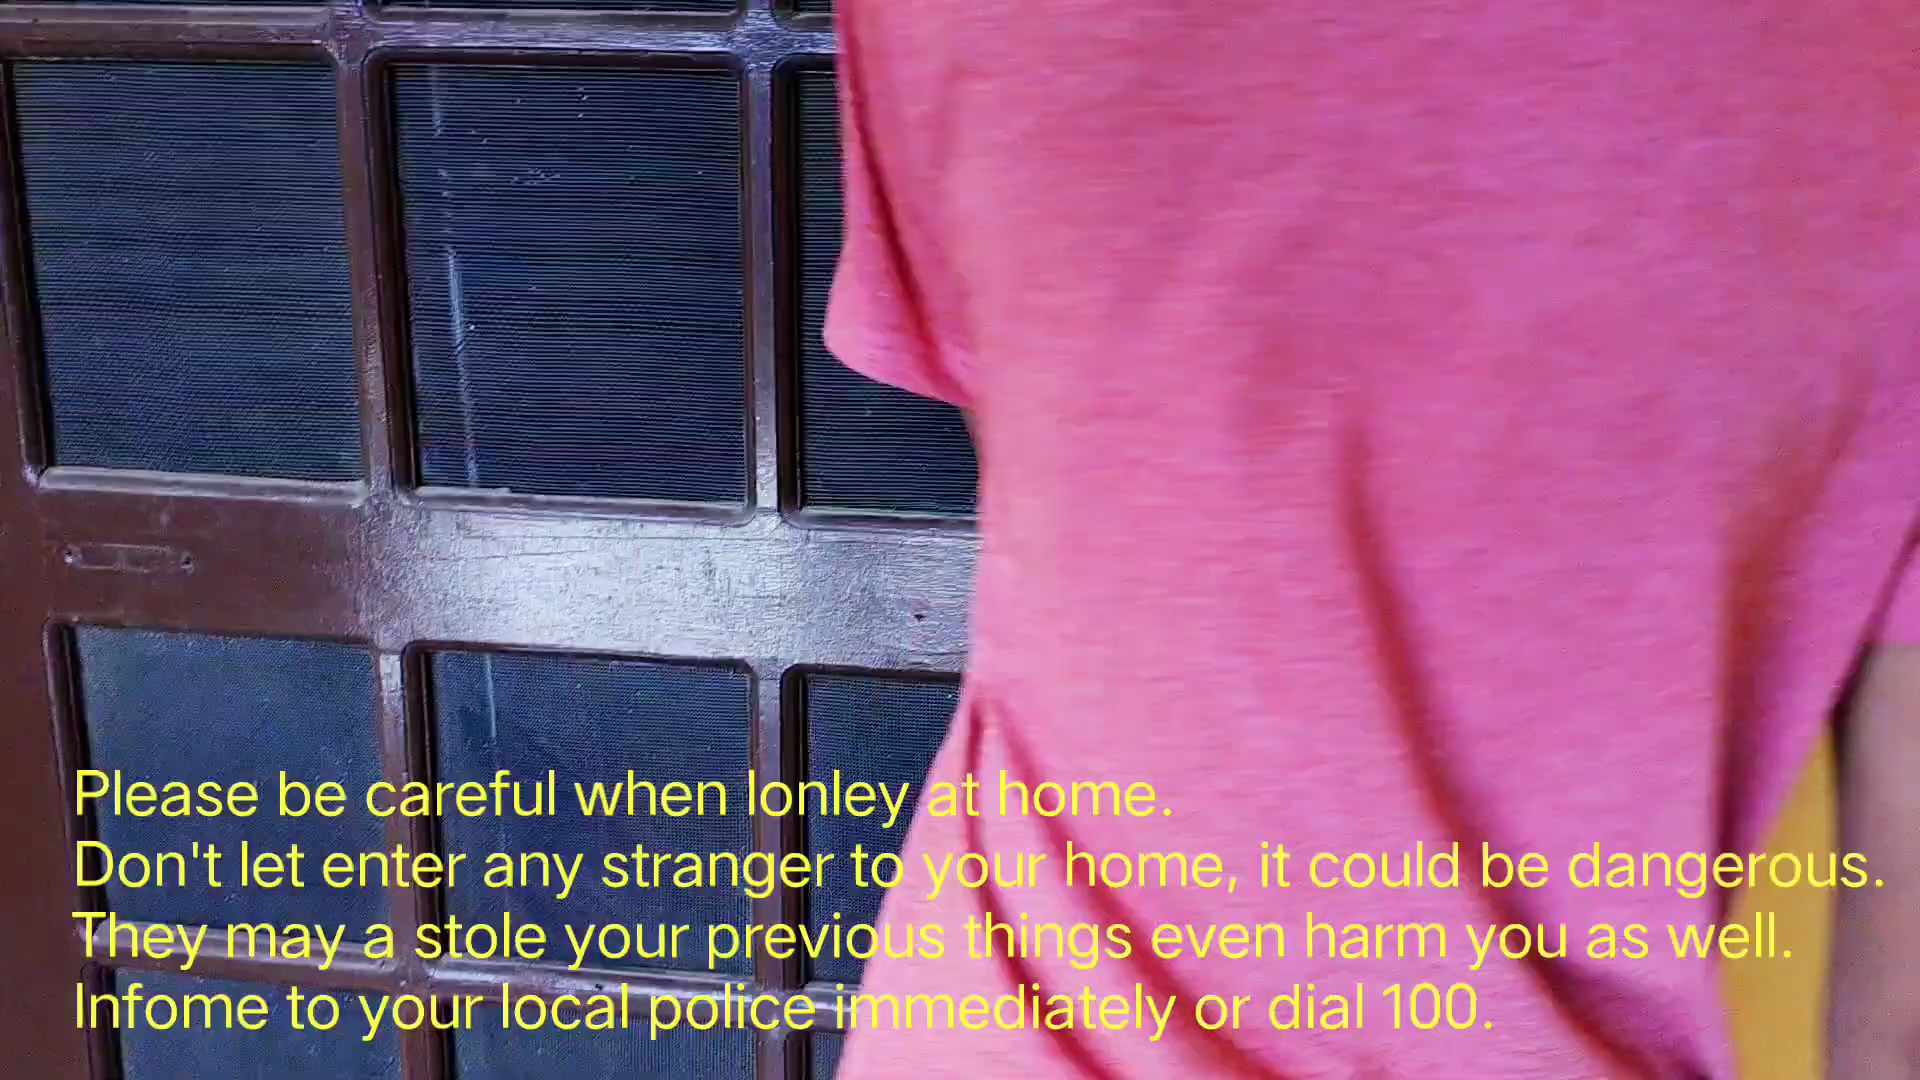 Please be careful when lonley at home.
Don't let enter any stranger to your home, it could be dangerous.
They may a stole your previous things even harm you as well.
Infome to your local police immediately or dial 100.